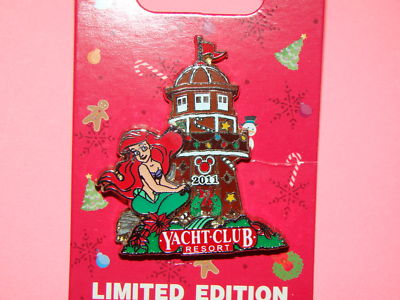 2011
YACHT·CLUB
RESORT
LIMITED EDITION